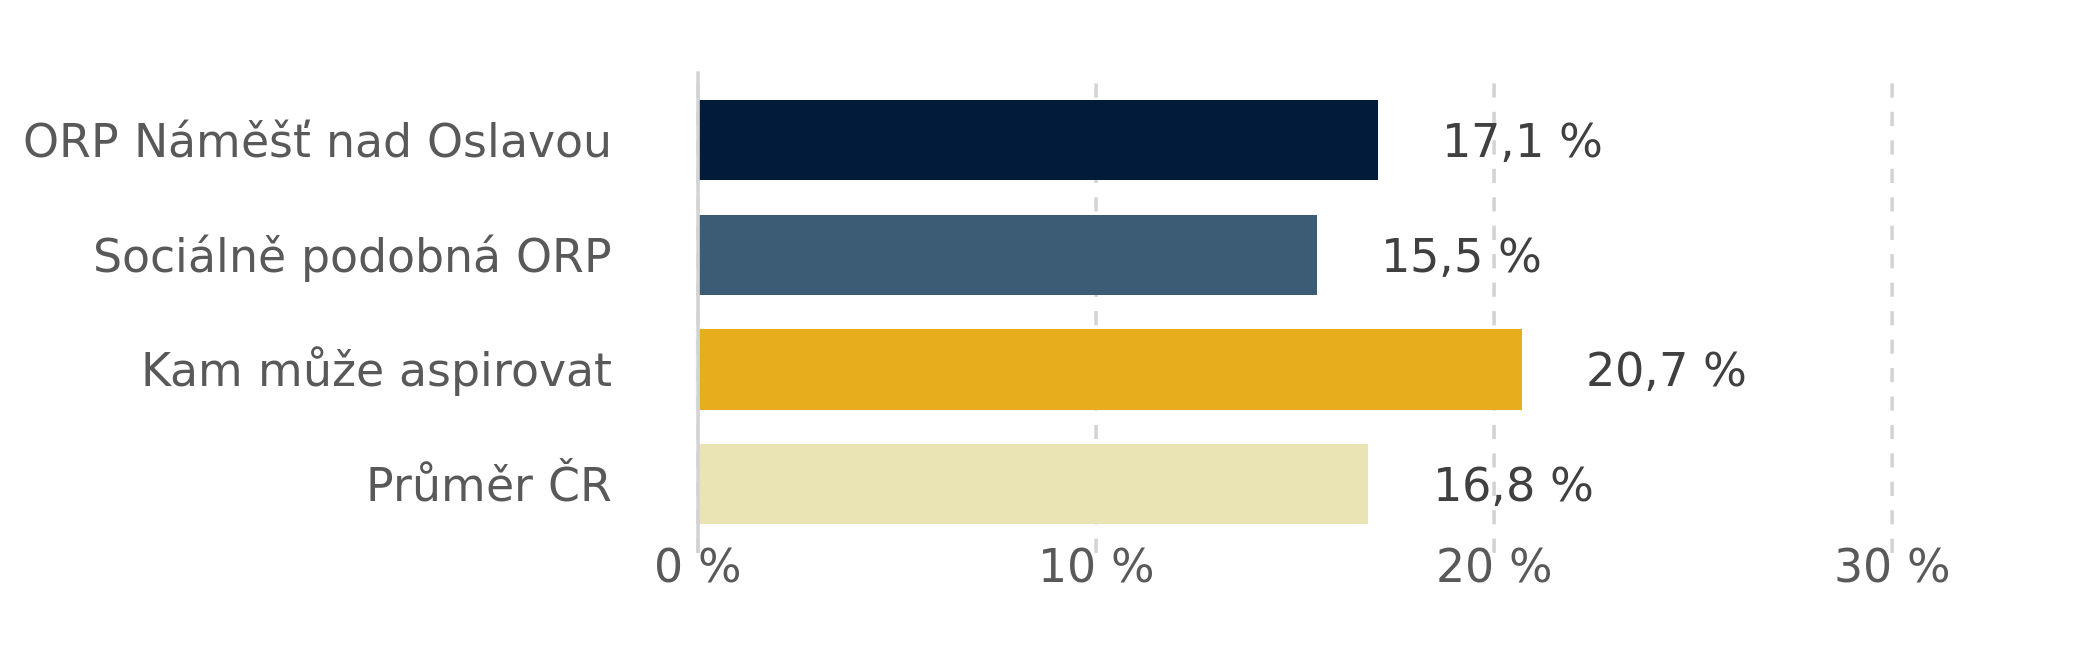 ORP Náměšť nad Oslavou 17,1 %
Sociálně podobná ORP 15,5 %
Kam může aspirovat 20,7 %
Průměr ČR 16,8 %
0 % 10 % 20 % 30 %